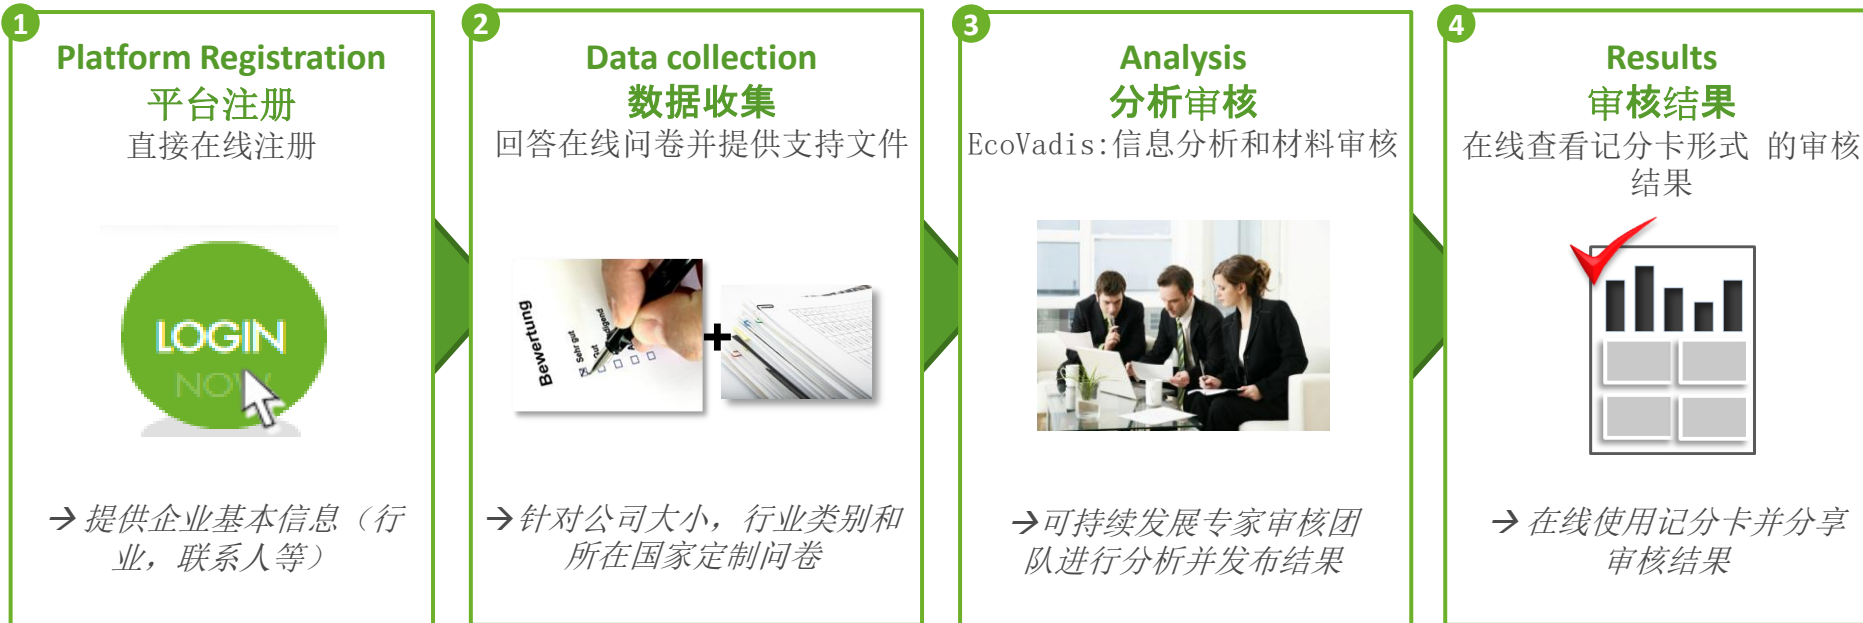 1
Platform Registration
平台注册
直接在线注册
LOGIN
NOW
→ 提供企业基本信息（行
业，联系人等）
2
Data collection
数据收集
回答在线问卷并提供支持文件
Bewertung
Sehr gut
+
→针对公司大小，行业类别和
所在国家定制问卷
3
Analysis
分析审核
EcoVadis:信息分析和材料审核
→可持续发展专家审核团
队进行分析并发布结果
4
Results
审核结果
在线查看记分卡形式 的审核
结果
→ 在线使用记分卡并分享
审核结果